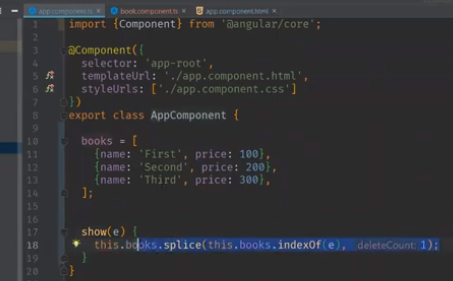 app.component.ts × book.component.ts × app.component.html ×
1 import {Component} from '@angular/core';
2
3 @Component({
4 selector: 'app-root',
5 templateUrl: './app.component.html',
6 styleUrls: ['./app.component.css']
7 })
8 export class AppComponent {
9
10 books = [
11 {name: 'First', price: 100},
12 {name: 'Second', price: 200},
13 {name: 'Third', price: 300},
14 ];
15
16
17 show(e) {
18 this.books.splice(this.books.indexOf(e), deleteCount: 1);
19 }
20 }